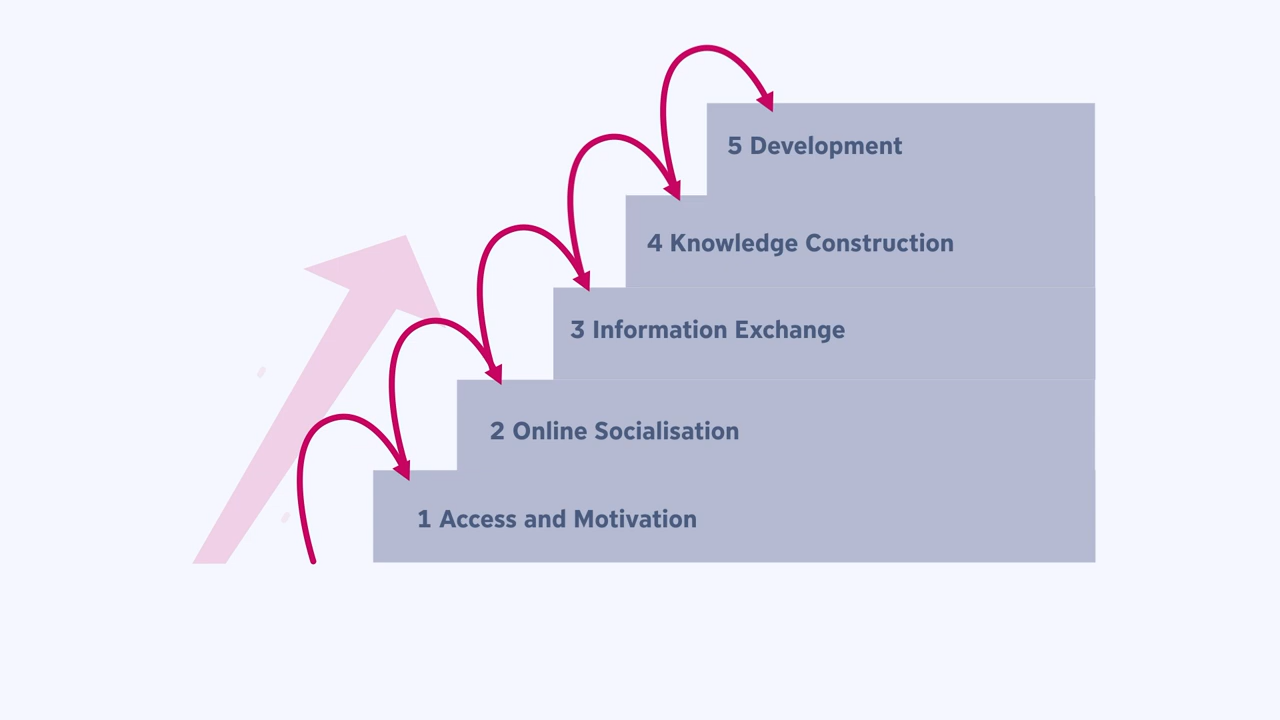 5 Development
4 Knowledge Construction
3 Information Exchange
2 Online Socialisation
1 Access and Motivation